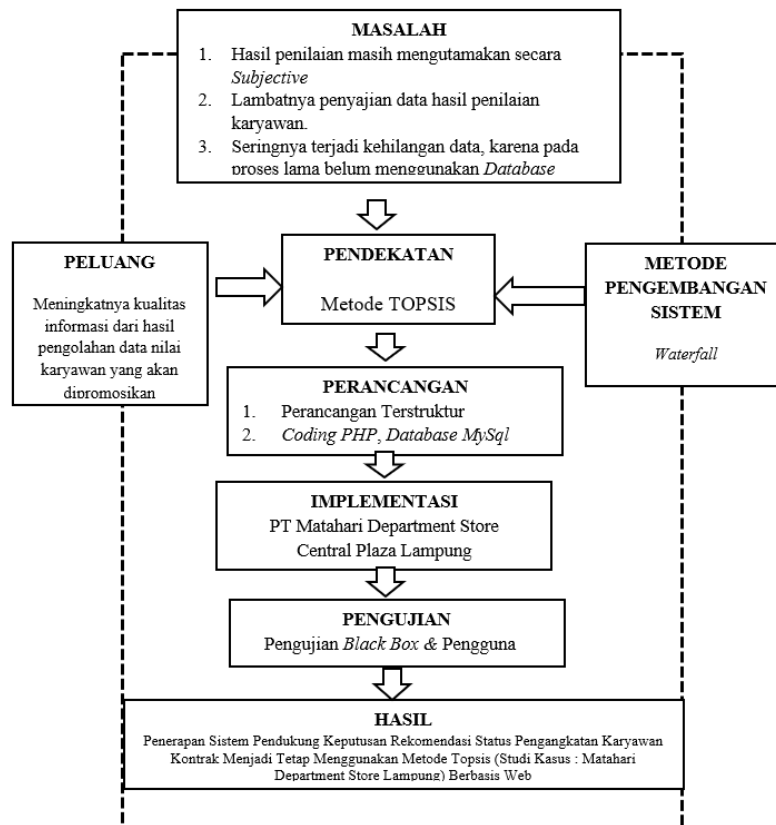 MASALAH
1. Hasil penilaian masih mengutamakan secara
Subjective
2. Lambatnya penyajian data hasil penilaian
karyawan.
3. Seringnya terjadi kehilangan data, karena pada
proses lama belum menggunakan Database
PELUANG
Meningkatnya kualitas
informasi dari hasil
pengolahan data nilai
karyawan yang akan
dipromosikan
PENDEKATAN
Metode TOPSIS
METODE
PENGEMBANGAN
SISTEM
Waterfall
PERANCANGAN
1. Perancangan Terstruktur
2. Coding PHP, Database MySql
IMPLEMENTASI
PT Matahari Department Store
Central Plaza Lampung
PENGUJIAN
Pengujian Black Box & Pengguna
HASIL
Penerapan Sistem Pendukung Keputusan Rekomendasi Status Pengangkatan Karyawan
Kontrak Menjadi Tetap Menggunakan Metode Topsis (Studi Kasus : Matahari
Department Store Lampung) Berbasis Web